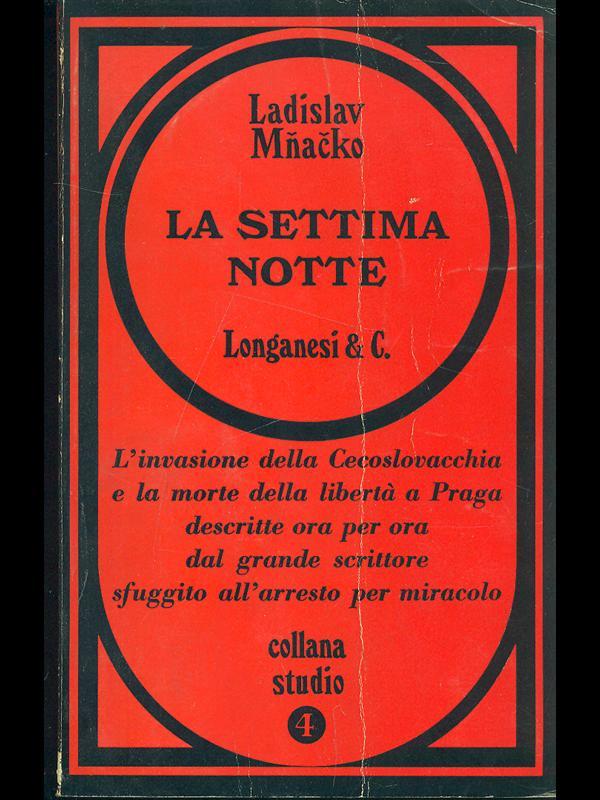 Ladislav
Mňačko
LA SETTIMA
NOTTE
Longanesi & C.
L'invasione della Cecoslovacchia
e la morte della libertà a Praga
descritte ora per ora
dal grande scrittore
sfuggito all'arresto per miracolo
collana
studio
4